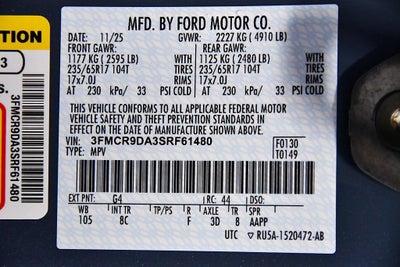 MFD. BY FORD MOTOR CO.
DATE: 11/25 GVWR: 2227 KG ( 4910 LB)
FRONT GAWR: REAR GAWR:
1177 KG ( 2595 LB) 1125 KG ( 2480 LB)
235/65R17 104T TIRES 235/65R17 104T TIRES
17x7.0J RIMS 17x7.0J RIMS
AT 230 kPa/ 33 PSI COLD AT 230 kPa/ 33 PSI COLD
THIS VEHICLE CONFORMS TO ALL APPLICABLE FEDERAL MOTOR
VEHICLE SAFETY AND THEFT PREVENTION STANDARDS IN
EFFECT ON THE DATE OF MANUFACTURE SHOWN ABOVE.
VIN: 3FMCR9DA3SRF61480 F0130
TYPE: MPV T0149
EXT PNT: G4 RC: 44 DSO:
WB INT TR TP/PS R AXLE TR SPR
105 8C F 3D 8 AAPP
UTC ▽ RU5A-1520472-AB
3
3FMCR9DA3SRF61480